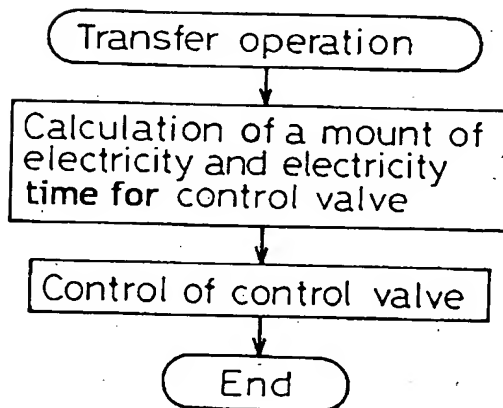 Transfer operation
Calculation of a mount of
electricity and electricity
time for control valve
Control of control valve
End